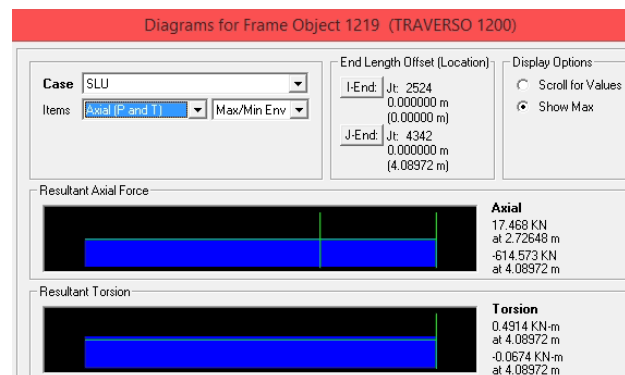 Diagrams for Frame Object 1219 (TRAVERSO 1200)
Case SLU
Items Axial (P and T) Max/Min Env
End Length Offset (Location)
I-End: Jt: 2524
0.000000 m
(0.00000 m)
J-End: Jt: 4342
0.000000 m
(4.08972 m)
Display Options
Scroll for Values
Show Max
Resultant Axial Force
Axial
17.468 KN
at 2.72648 m
-614.573 KN
at 4.08972 m
Resultant Torsion
Torsion
0.4914 KN-m
at 4.08972 m
-0.0674 KN-m
at 4.08972 m